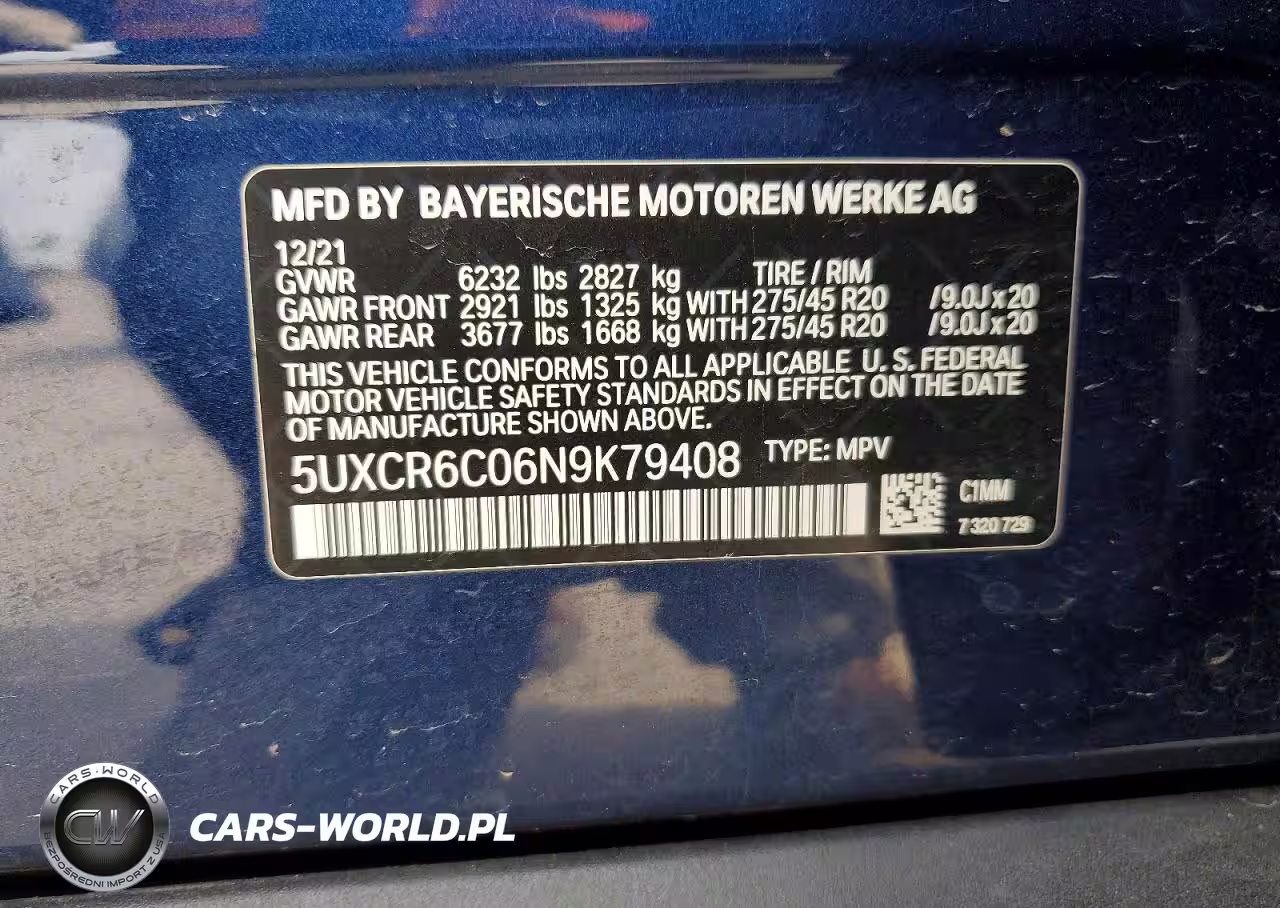 MFD BY BAYERISCHE MOTOREN WERKE AG
12/21
GVWR 6232 lbs 2827 kg TIRE / RIM
GAWR FRONT 2921 lbs 1325 kg WITH 275/45 R20 /9.0J x 20
GAWR REAR 3677 lbs 1668 kg WITH 275/45 R20 /9.0J x 20
THIS VEHICLE CONFORMS TO ALL APPLICABLE U. S. FEDERAL
MOTOR VEHICLE SAFETY STANDARDS IN EFFECT ON THE DATE
OF MANUFACTURE SHOWN ABOVE.
5UXCR6C06N9K79408 TYPE: MPV
C1MM
7 320 729
CARS-WORLD
CW
BEZPOŚREDNI IMPORT Z USA
CARS-WORLD.PL